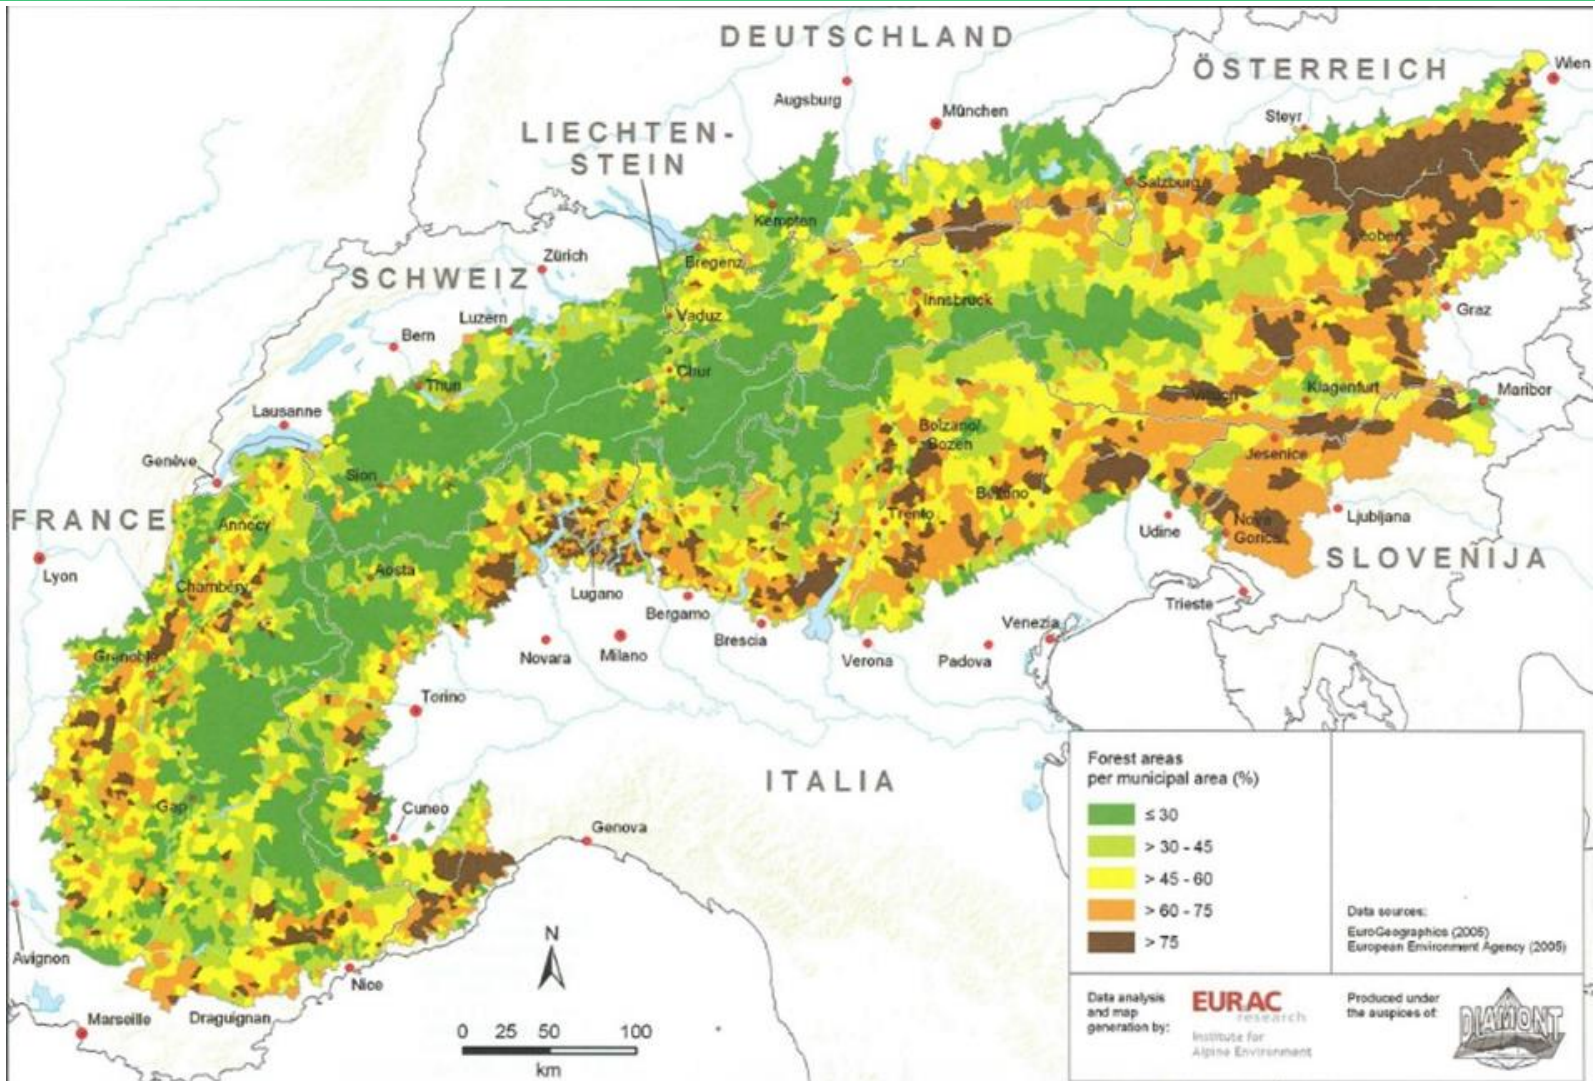 DEUTSCHLAND
ÖSTERREICH
Wien
Augsburg
München
Steyr
LIECHTEN-
STEIN
Salzburg
Kempten
Leoben
Zürich
Bregenz
SCHWEIZ
Innsbruck
Luzern
Vaduz
Graz
Bern
Chur
Thun
Villach
Klagenfurt
Maribor
Lausanne
Bolzano/
Bozen
Jesenice
Genève
Sion
Belluno
FRANCE
Annecy
Trento
Udine
Nova
Gorica
Ljubljana
Lyon
Aosta
SLOVENIJA
Chambéry
Lugano
Bergamo
Trieste
Venezia
Brescia
Novara
Milano
Verona
Padova
Grenoble
Torino
ITALIA
Gap
Cuneo
Genova
Avignon
Nice
Marseille
Draguignan
N
0 25 50 100
km
Forest areas
per municipal area (%)
≤ 30
> 30 - 45
> 45 - 60
> 60 - 75
> 75
Data sources:
EuroGeographics (2005)
European Environment Agency (2005)
Data analysis
and map
generation by:
EURAC
research
Institute for
Alpine Environment
Produced under
the auspices of:
DIAMONT